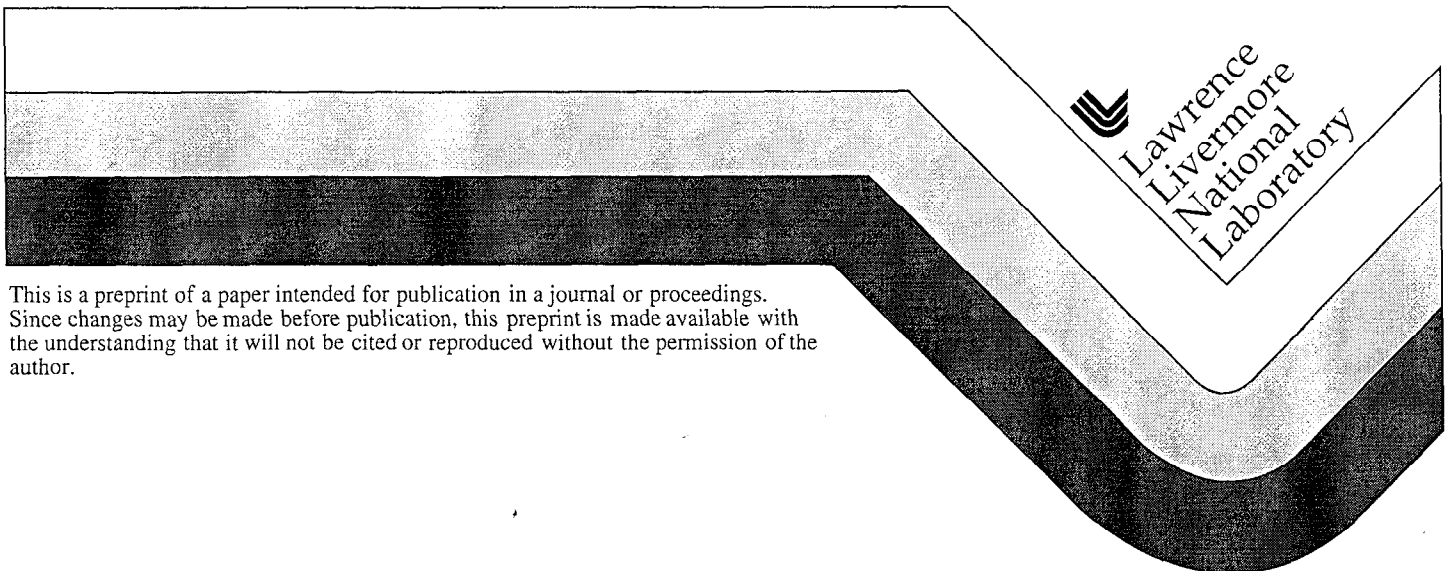 Lawrence
Livermore
National
Laboratory
This is a preprint of a paper intended for publication in a journal or proceedings.
Since changes may be made before publication, this preprint is made available with
the understanding that it will not be cited or reproduced without the permission of the
author.